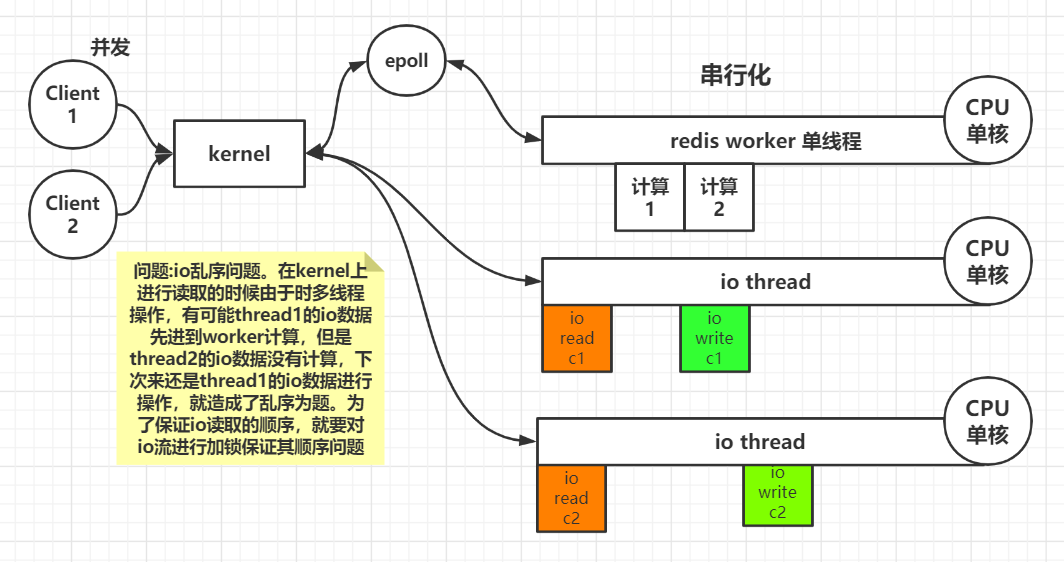 并发
Client
1
Client
2
kernel
epoll
串行化
redis worker 单线程
CPU
单核
计算
1
计算
2
io thread
CPU
单核
io
read
c1
io
write
c1
io thread
CPU
单核
io
read
c2
io
write
c2
问题:io乱序问题。在kernel上
进行读取的时候由于时多线程
操作，有可能thread1的io数据
先进到worker计算，但是
thread2的io数据没有计算，下
次来还是thread1的io数据进行
操作，就造成了乱序为题。为
了保证io读取的顺序，就要对
io流进行加锁保证其顺序问题